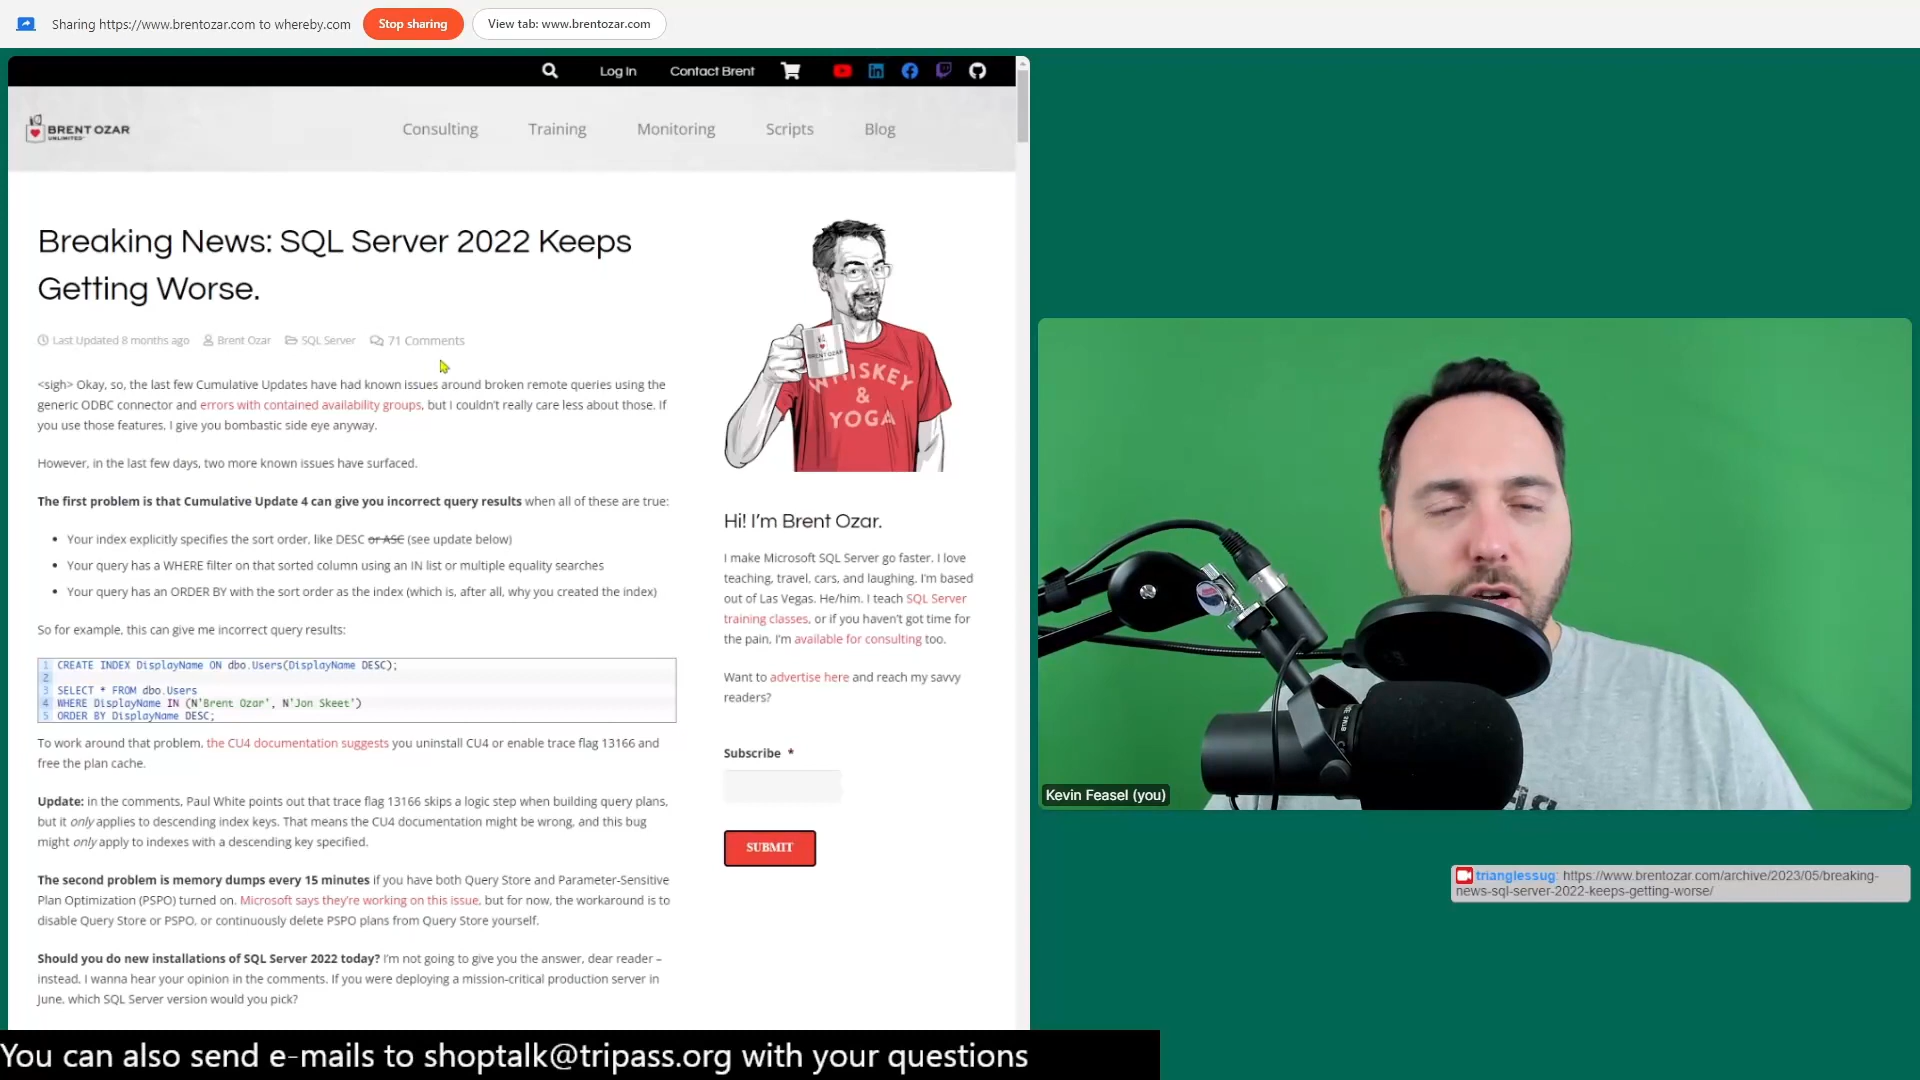 Sharing https://www.brentozar.com to whereby.com
Stop sharing
View tab: www.brentozar.com
Log In
Contact Brent
BRENT OZAR
UNLIMITED
Consulting
Training
Monitoring
Scripts
Blog
Breaking News: SQL Server 2022 Keeps
Getting Worse.
Last Updated 8 months ago
Brent Ozar
SQL Server
71 Comments
<sigh> Okay, so, the last few Cumulative Updates have had known issues around broken remote queries using the
generic ODBC connector and errors with contained availability groups, but I couldn't really care less about those. If
you use those features, I give you bombastic side eye anyway.
However, in the last few days, two more known issues have surfaced.
The first problem is that Cumulative Update 4 can give you incorrect query results when all of these are true:
• Your index explicitly specifies the sort order, like DESC or ASC (see update below)
• Your query has a WHERE filter on that sorted column using an IN list or multiple equality searches
• Your query has an ORDER BY with the sort order as the index (which is, after all, why you created the index)
So for example, this can give me incorrect query results:
1 CREATE INDEX DisplayName ON dbo.Users(DisplayName DESC);
2
3 SELECT * FROM dbo.Users
4 WHERE DisplayName IN (N'Brent Ozar', N'Jon Skeet')
5 ORDER BY DisplayName DESC;
To work around that problem, the CU4 documentation suggests you uninstall CU4 or enable trace flag 13166 and
free the plan cache.
Update: in the comments, Paul White points out that trace flag 13166 skips a logic step when building query plans,
but it only applies to descending index keys. That means the CU4 documentation might be wrong, and this bug
might only apply to indexes with a descending key specified.
The second problem is memory dumps every 15 minutes if you have both Query Store and Parameter-Sensitive
Plan Optimization (PSPO) turned on. Microsoft says they're working on this issue, but for now, the workaround is to
disable Query Store or PSPO, or continuously delete PSPO plans from Query Store yourself.
Should you do new installations of SQL Server 2022 today? I'm not going to give you the answer, dear reader –
instead, I wanna hear your opinion in the comments. If you were deploying a mission-critical production server in
June, which SQL Server version would you pick?
BRENT OZAR
WHISKEY
&
YOGA
Hi! I'm Brent Ozar.
I make Microsoft SQL Server go faster. I love
teaching, travel, cars, and laughing. I'm based
out of Las Vegas. He/him. I teach SQL Server
training classes, or if you haven't got time for
the pain, I'm available for consulting too.
Want to advertise here and reach my savvy
readers?
Subscribe *
SUBMIT
Kevin Feasel (you)
trianglessug: https://www.brentozar.com/archive/2023/05/breaking-
news-sql-server-2022-keeps-getting-worse/
You can also send e-mails to shoptalk@tripass.org with your questions